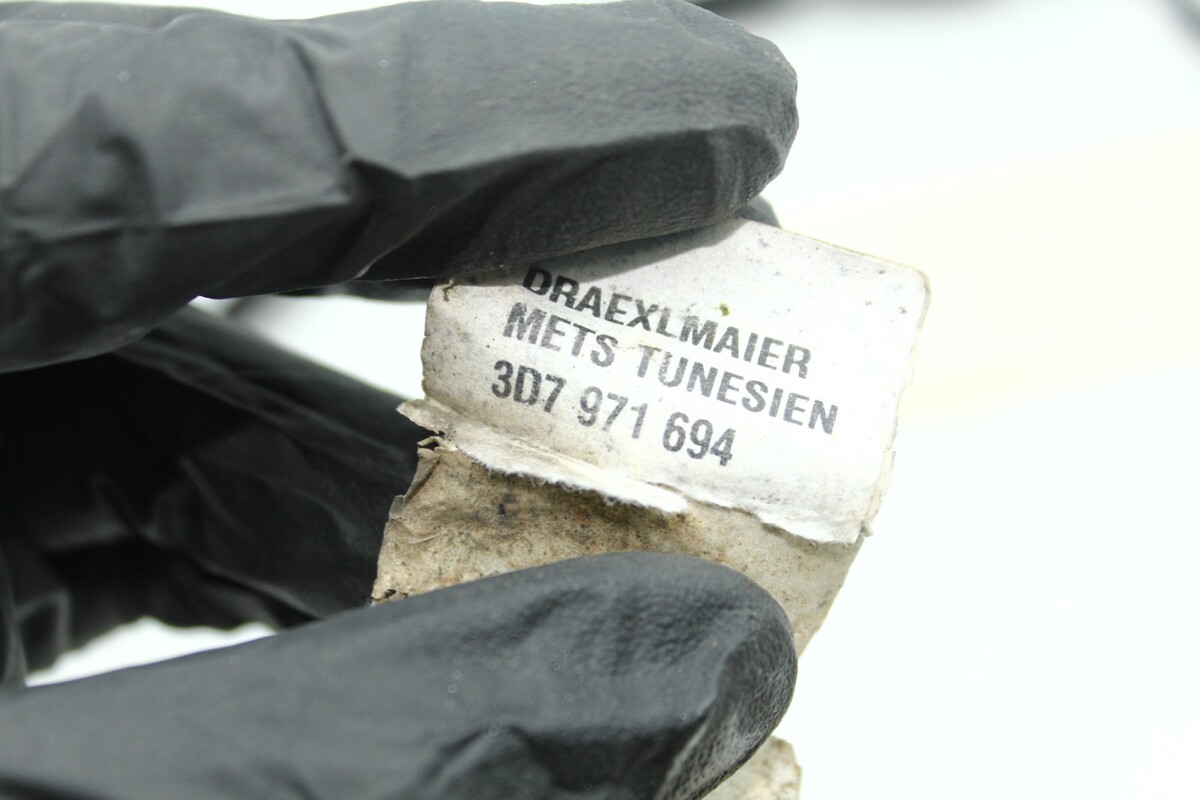 DRAEXLMAIER
METS TUNESIEN
3D7 971 694